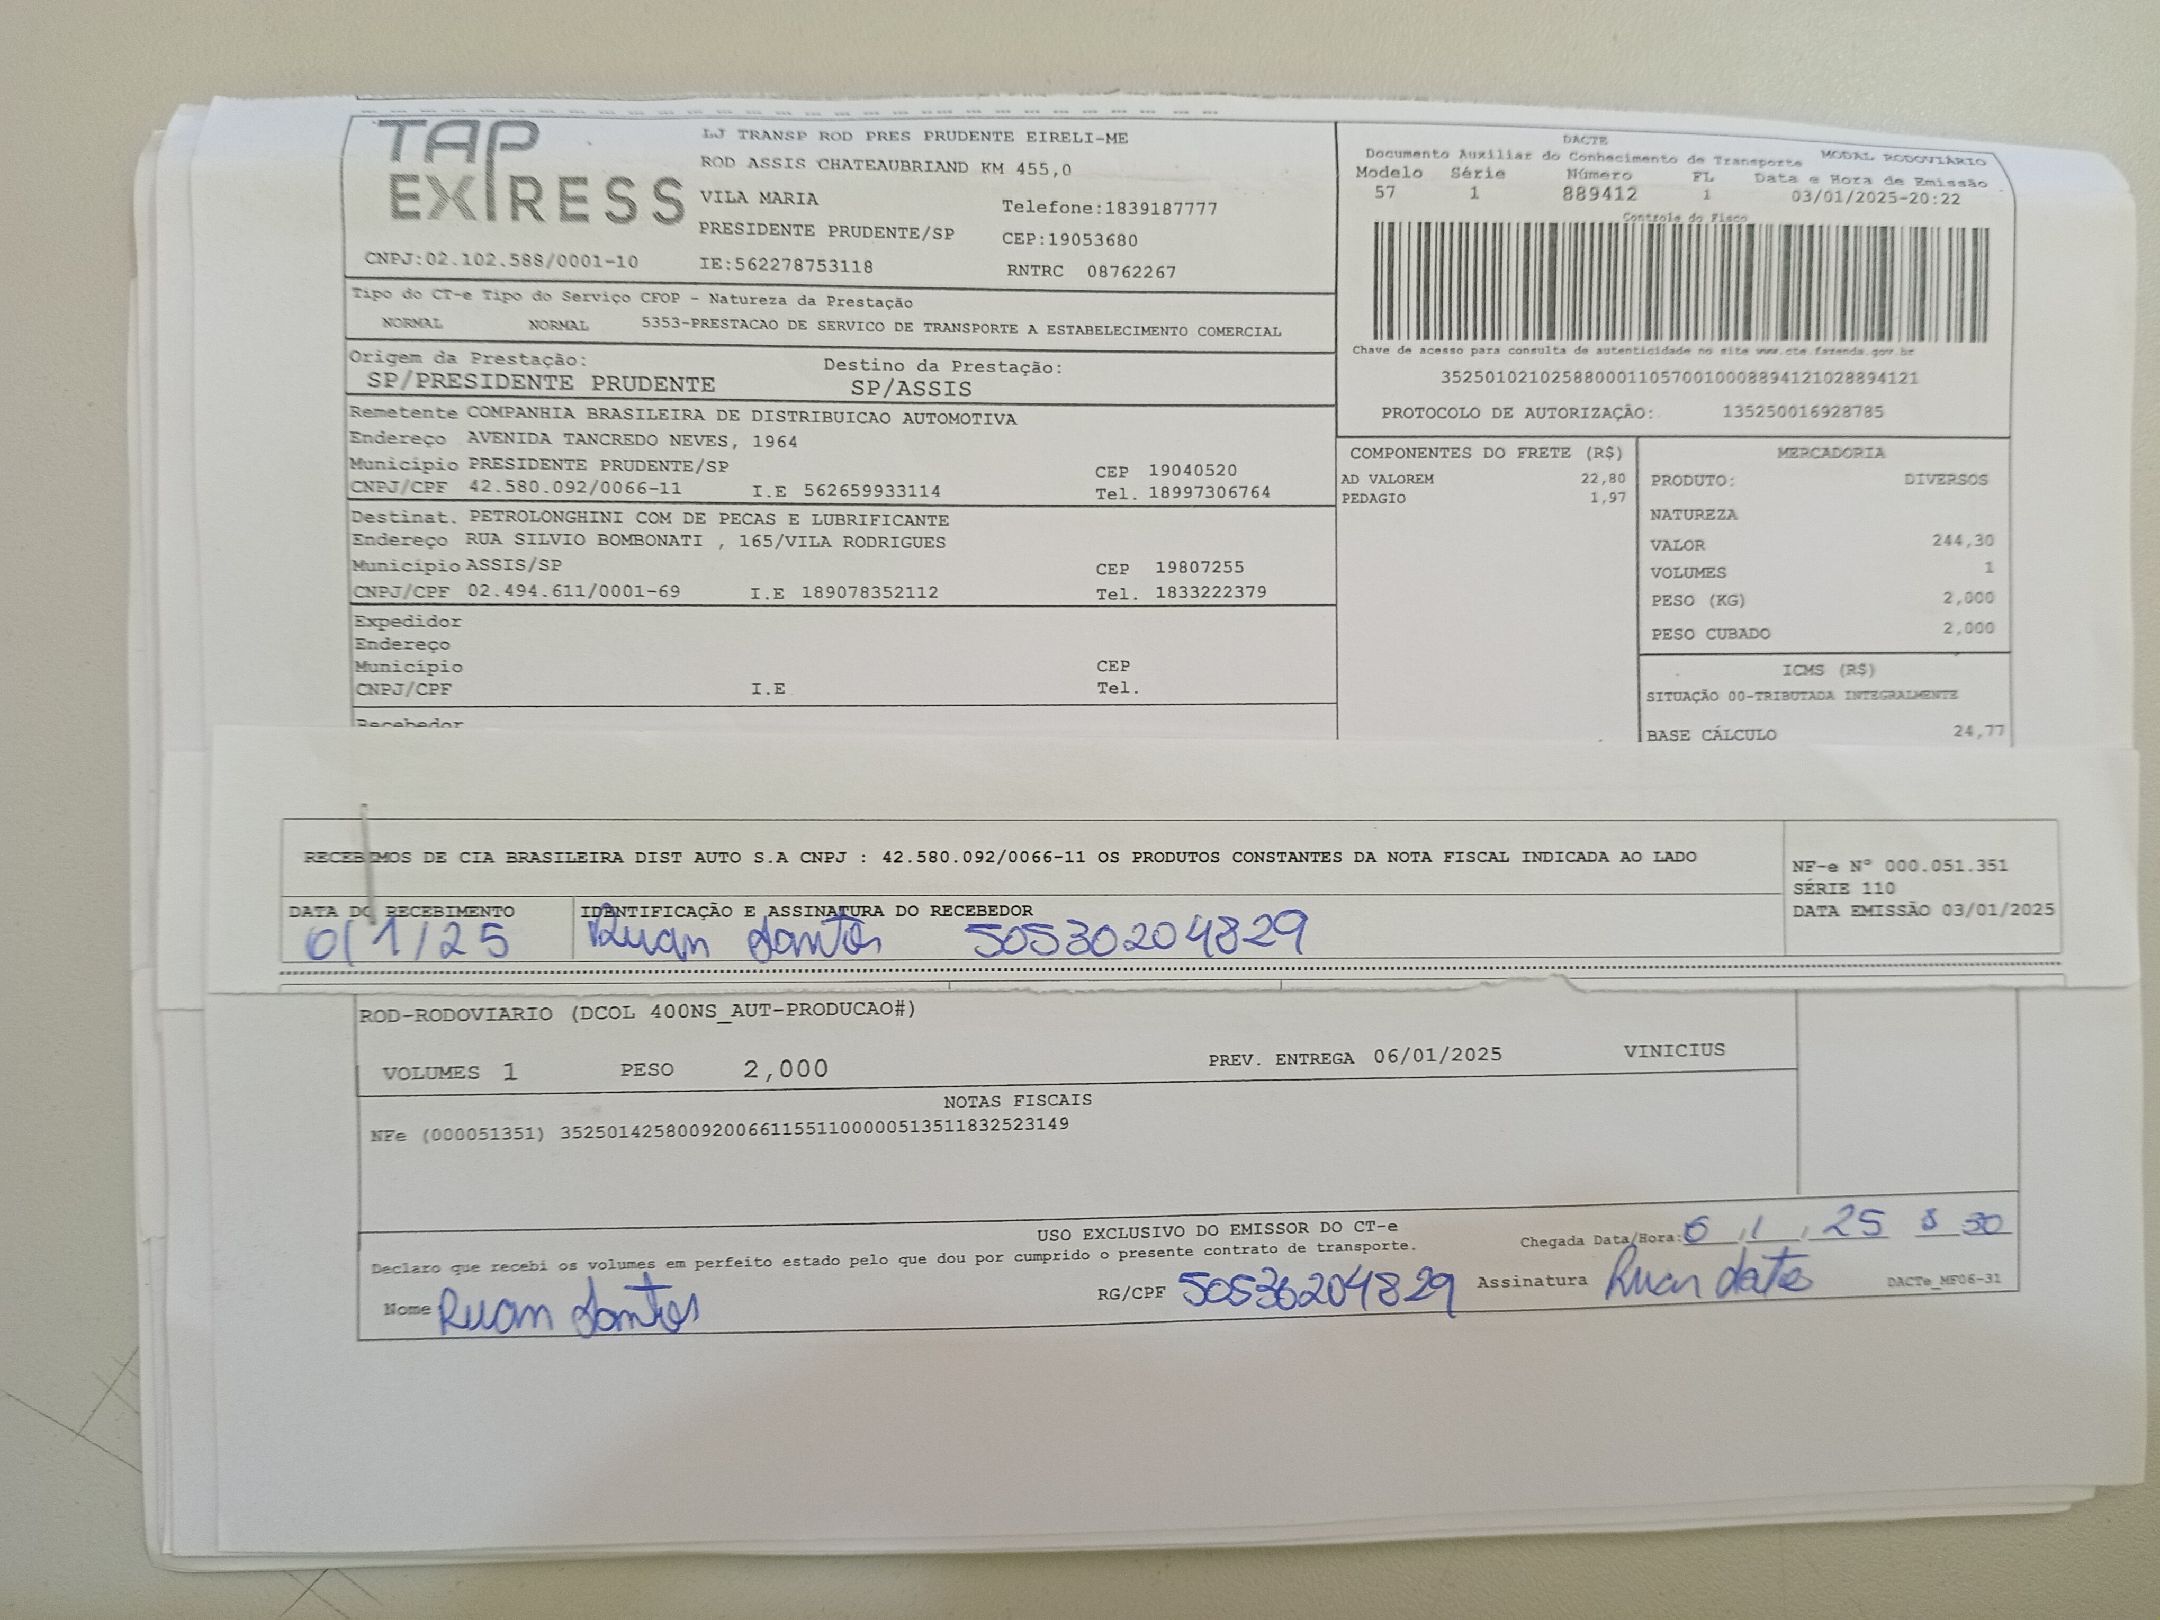 TAP EXPRESS
LJ TRANSP ROD PRES PRUDENTE EIRELI-ME
ROD ASSIS CHATEAUBRIAND KM 455,0
VILA MARIA
Telefone:1839187777
PRESIDENTE PRUDENTE/SP
CEP:19053680
CNPJ:02.102.588/0001-10
IE:562278753118
RNTRC 08762267
DACTE
Documento Auxiliar do Conhecimento de Transporte MODAL RODOVIÁRIO
Modelo Série Número FL Data e Hora de Emissão
57 1 889412 1 03/01/2025-20:22
Controle do Fisco
Chave de acesso para consulta de autenticidade no site www.cte.fazenda.gov.br
35250102102588000110570010008894121028894121
PROTOCOLO DE AUTORIZAÇÃO: 135250016928785
Tipo do CT-e Tipo do Serviço CFOP - Natureza da Prestação
NORMAL NORMAL 5353-PRESTACAO DE SERVICO DE TRANSPORTE A ESTABELECIMENTO COMERCIAL
Origem da Prestação: Destino da Prestação:
SP/PRESIDENTE PRUDENTE SP/ASSIS
Remetente COMPANHIA BRASILEIRA DE DISTRIBUICAO AUTOMOTIVA
Endereço AVENIDA TANCREDO NEVES, 1964
Município PRESIDENTE PRUDENTE/SP CEP 19040520
CNPJ/CPF 42.580.092/0066-11 I.E 562659933114 Tel. 18997306764
Destinat. PETROLONGHINI COM DE PECAS E LUBRIFICANTE
Endereço RUA SILVIO BOMBONATI , 165/VILA RODRIGUES
Município ASSIS/SP CEP 19807255
CNPJ/CPF 02.494.611/0001-69 I.E 189078352112 Tel. 1833222379
Expedidor
Endereço
Município CEP
CNPJ/CPF I.E Tel.
Recebedor
COMPONENTES DO FRETE (R$)
AD VALOREM 22,80
PEDAGIO 1,97
MERCADORIA
PRODUTO: DIVERSOS
NATUREZA
VALOR 244,30
VOLUMES 1
PESO (KG) 2,000
PESO CUBADO 2,000
ICMS (R$)
SITUAÇÃO 00-TRIBUTADA INTEGRALMENTE
BASE CÁLCULO 24,77
RECEBEMOS DE CIA BRASILEIRA DIST AUTO S.A CNPJ : 42.580.092/0066-11 OS PRODUTOS CONSTANTES DA NOTA FISCAL INDICADA AO LADO
NF-e N° 000.051.351
SÉRIE 110
DATA EMISSÃO 03/01/2025
DATA DO RECEBIMENTO IDENTIFICAÇÃO E ASSINATURA DO RECEBEDOR
6/1/25 Ruan Santos 50530204829
ROD-RODOVIARIO (DCOL 400NS_AUT-PRODUCAO#)
VOLUMES 1 PESO 2,000 PREV. ENTREGA 06/01/2025 VINICIUS
NOTAS FISCAIS
NFe (000051351) 35250142580092006611551100000513511832523149
USO EXCLUSIVO DO EMISSOR DO CT-e
Declaro que recebi os volumes em perfeito estado pelo que dou por cumprido o presente contrato de transporte.
Chegada Data/Hora: 6 / 1 / 25 8 30
Nome Ruan Santos RG/CPF 50530204829 Assinatura Ruan Santos DACTe_MF06-31